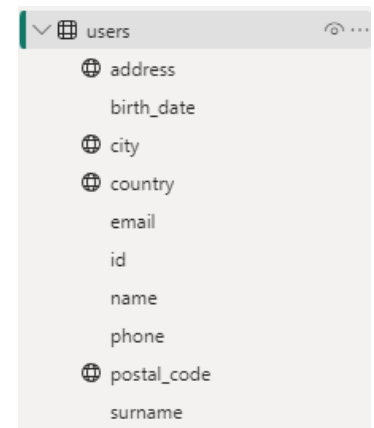 users
address
birth_date
city
country
email
id
name
phone
postal_code
surname